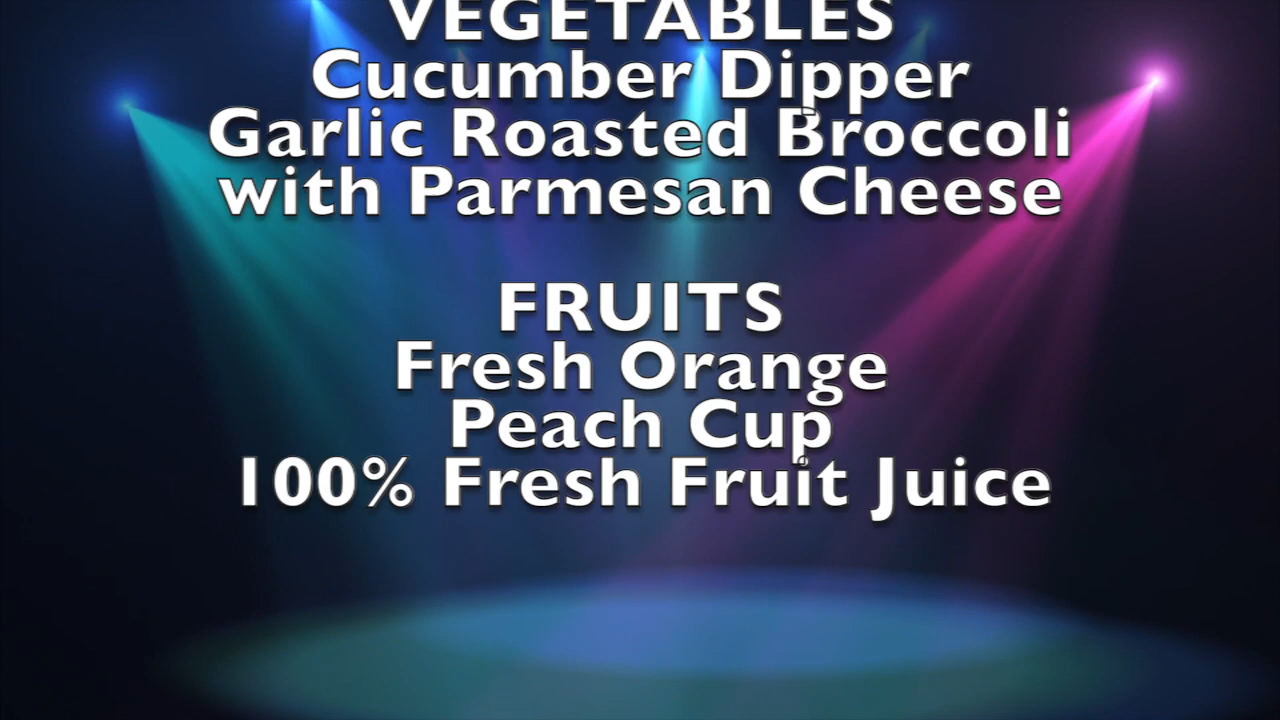 VEGETABLES
Cucumber Dipper
Garlic Roasted Broccoli
with Parmesan Cheese
FRUITS
Fresh Orange
Peach Cup
100% Fresh Fruit Juice